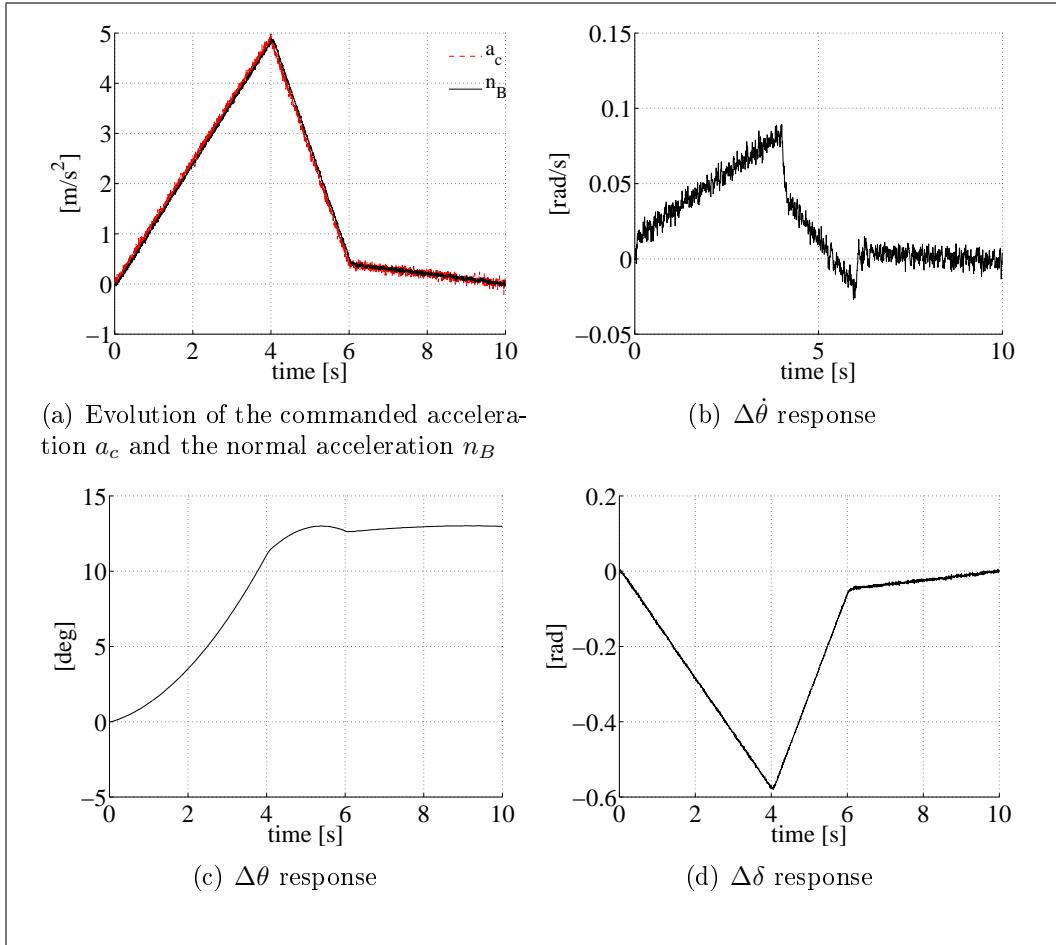 5
4
3
2
1
0
−1
[m/s²]
a_c
n_B
0 2 4 6 8 10
time [s]
(a) Evolution of the commanded accelera-
tion a_c and the normal acceleration n_B
0.15
0.1
0.05
0
−0.05
[rad/s]
0 5 10
time [s]
(b) Δθ̇ response
15
10
5
0
−5
[deg]
0 2 4 6 8 10
time [s]
(c) Δθ response
0.2
0
−0.2
−0.4
−0.6
[rad]
0 2 4 6 8 10
time [s]
(d) Δδ response